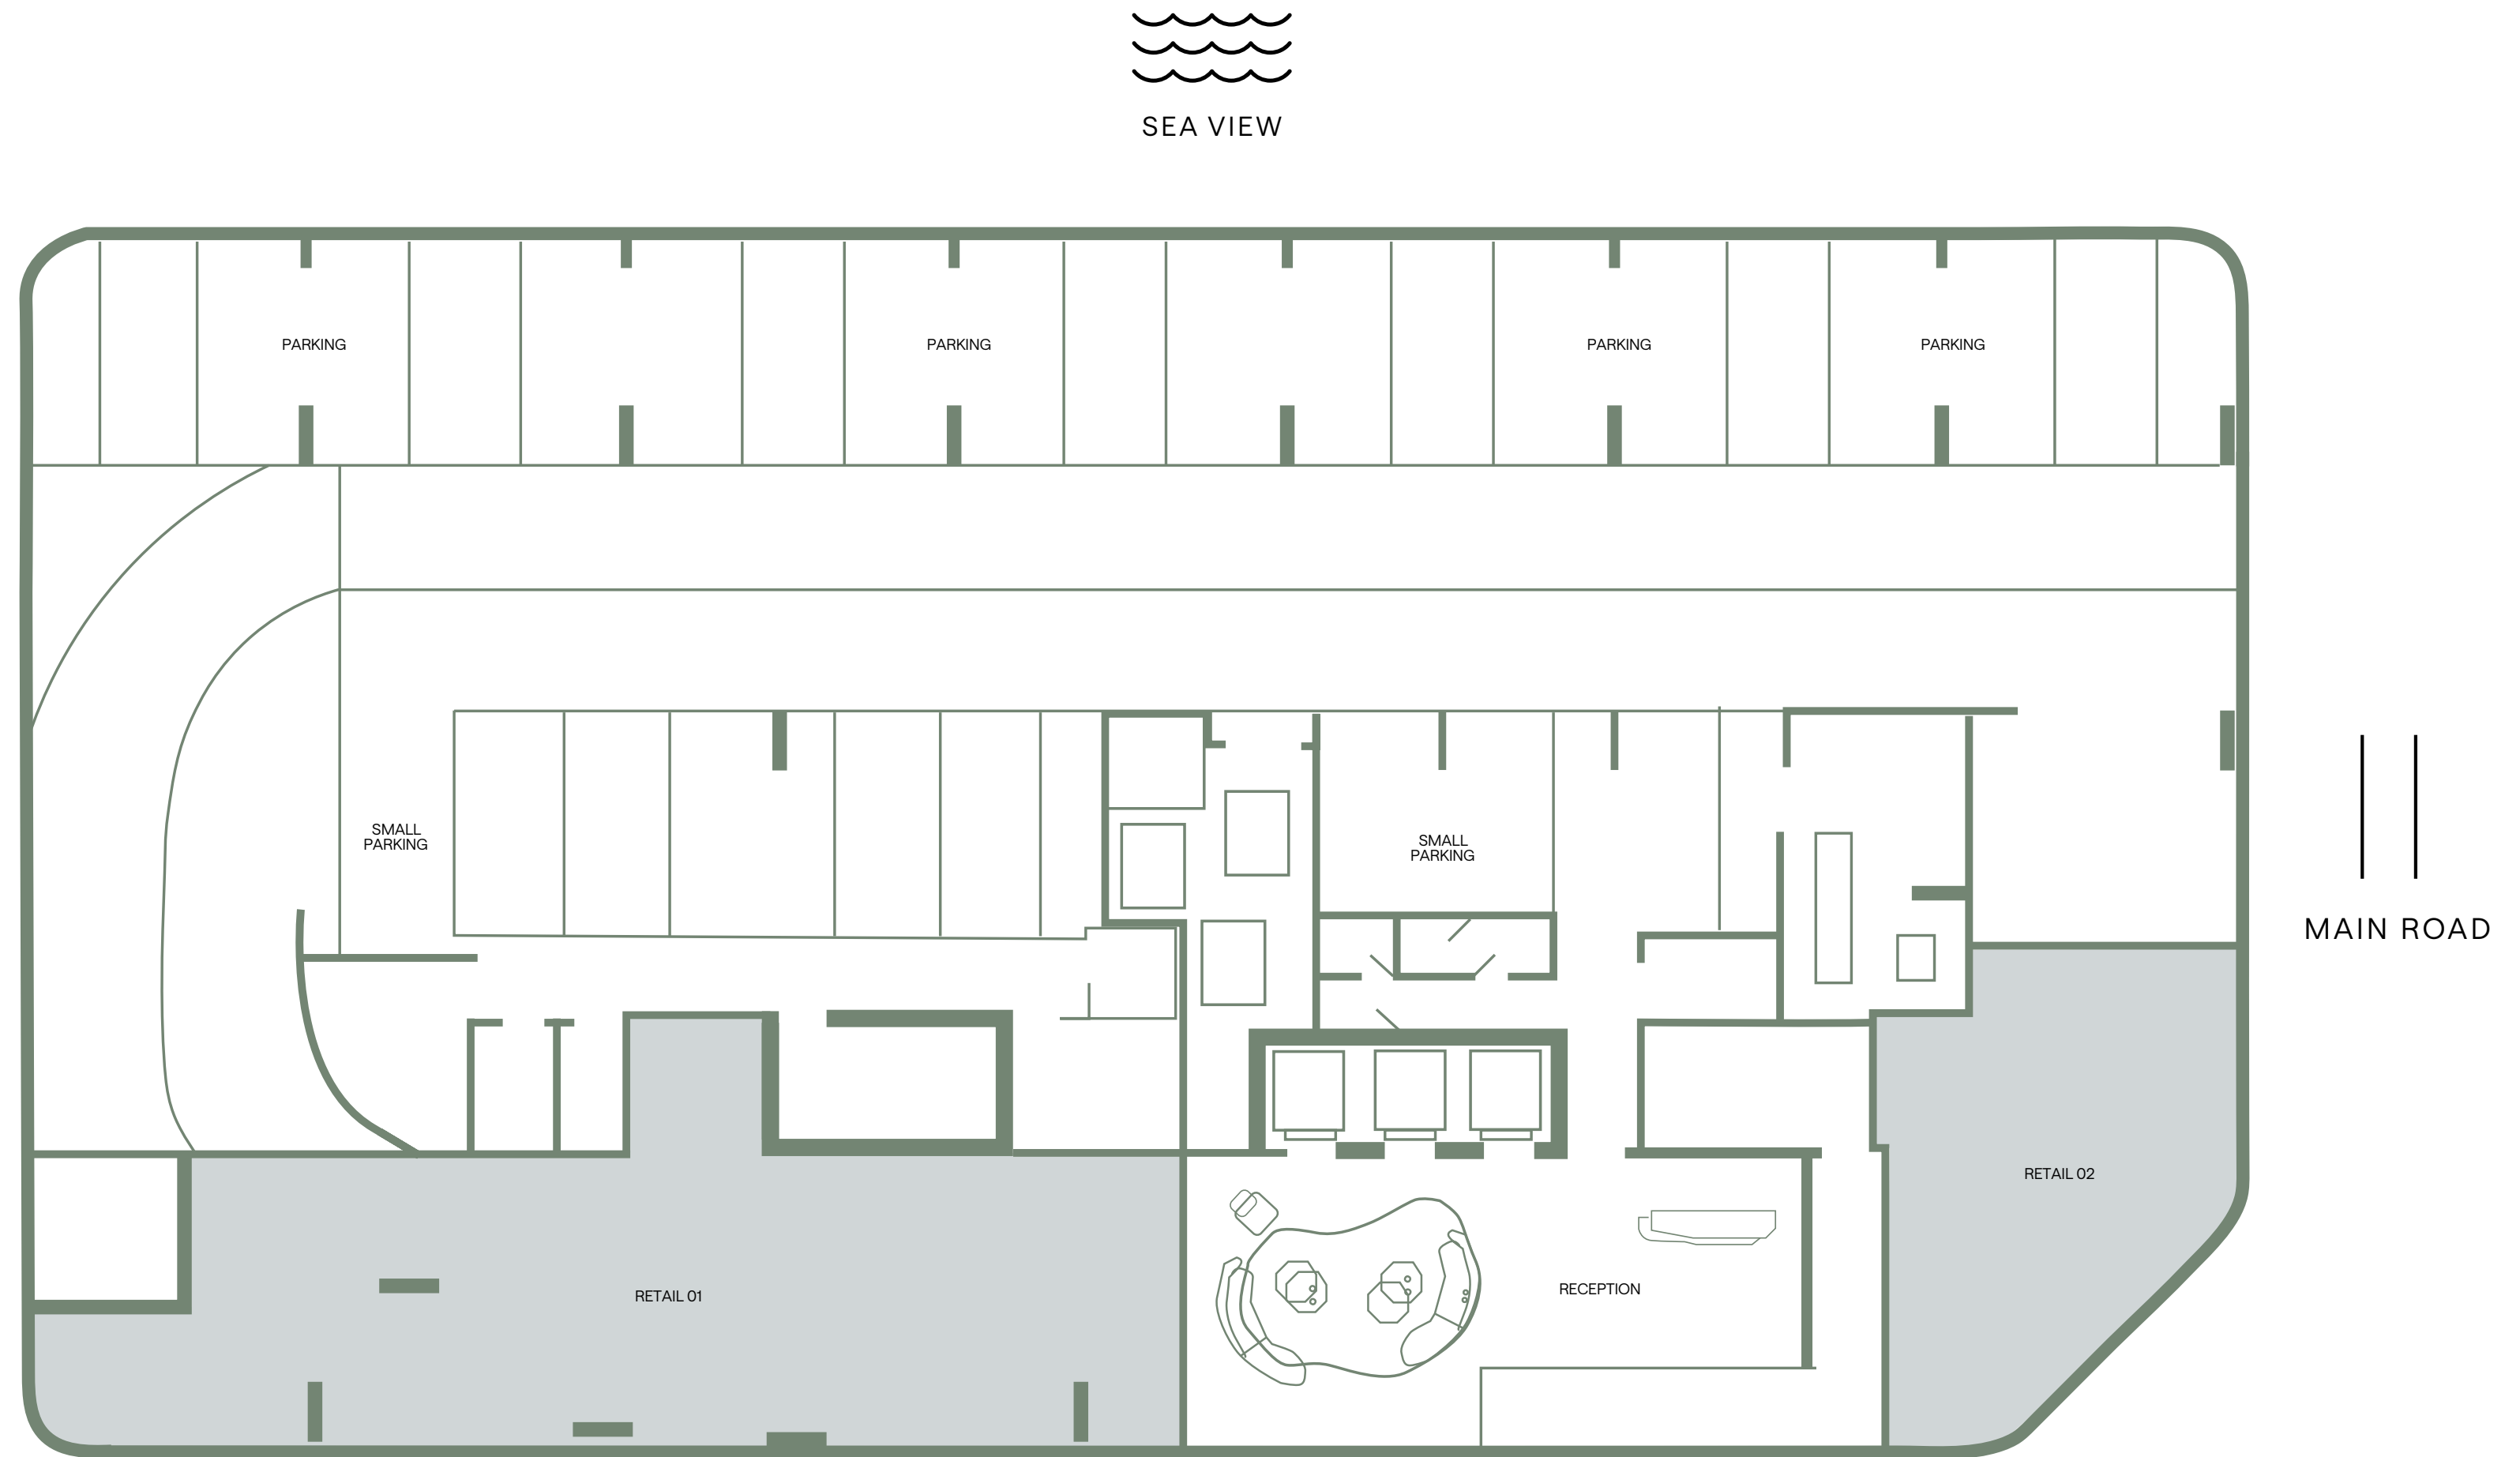 SEA VIEW
PARKING
PARKING
PARKING
PARKING
SMALL
PARKING
SMALL
PARKING
MAIN ROAD
RETAIL 02
RETAIL 01
RECEPTION